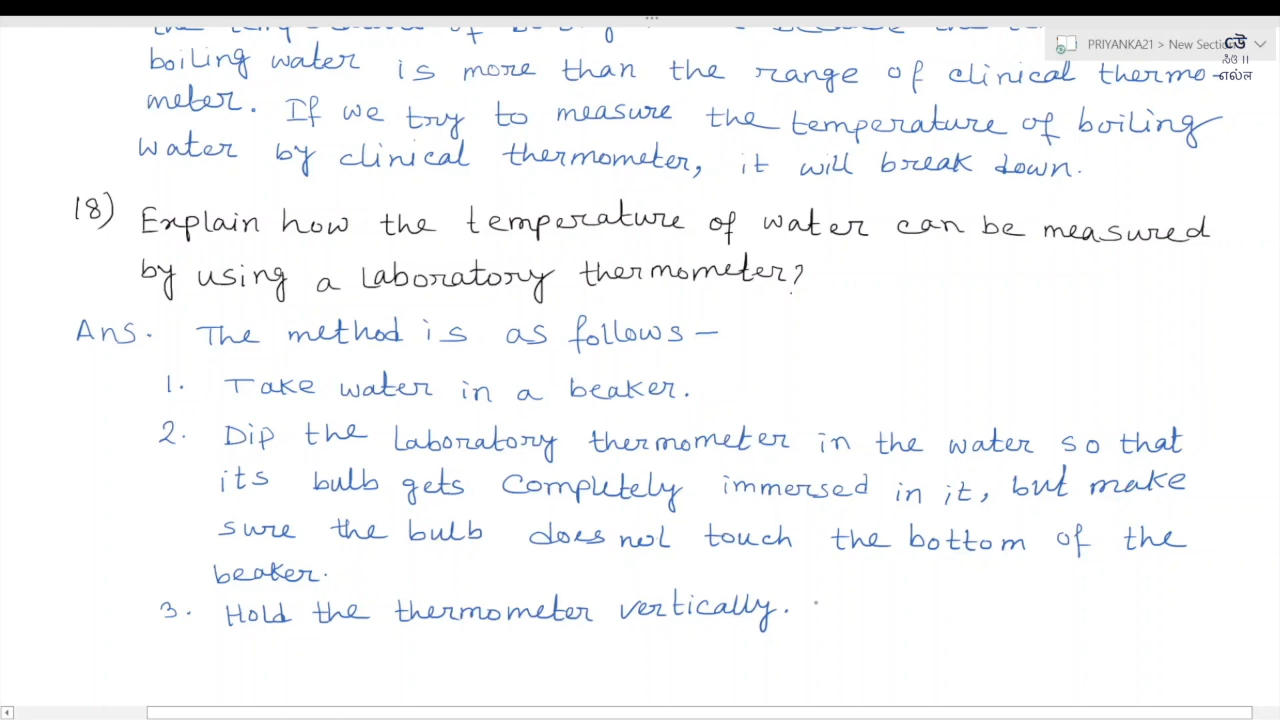 boiling water is more than the range of clinical thermo-
meter. If we try to measure the temperature of boiling
water by clinical thermometer, it will break down.
18) Explain how the temperature of water can be measured
by using a Laboratory thermometer?
Ans. The method is as follows -
1. Take water in a beaker.
2. Dip the Laboratory thermometer in the water so that
its bulb gets completely immersed in it, but make
sure the bulb does not touch the bottom of the
beaker.
3. Hold the thermometer vertically.
PRIYANKA21 > New Secti